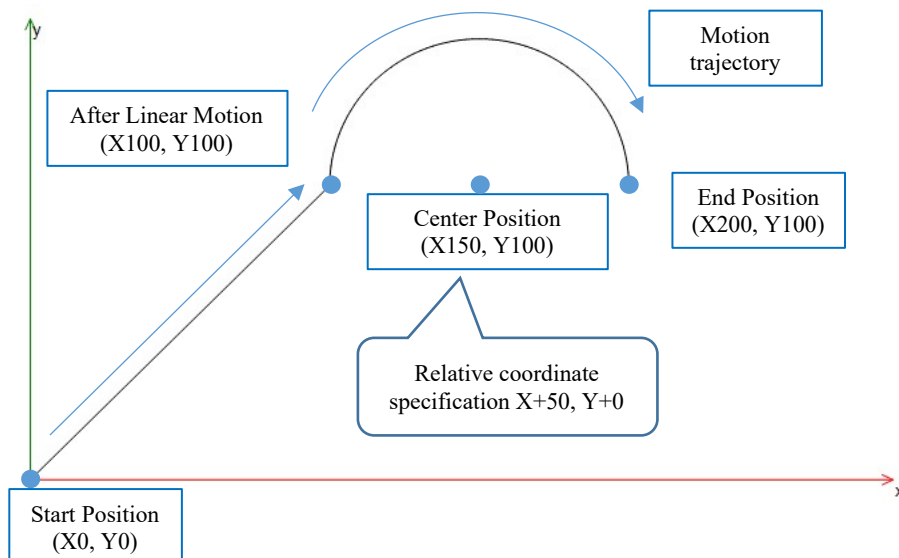 y
Motion
trajectory
After Linear Motion
(X100, Y100)
End Position
(X200, Y100)
Center Position
(X150, Y100)
Relative coordinate
specification X+50, Y+0
x
Start Position
(X0, Y0)